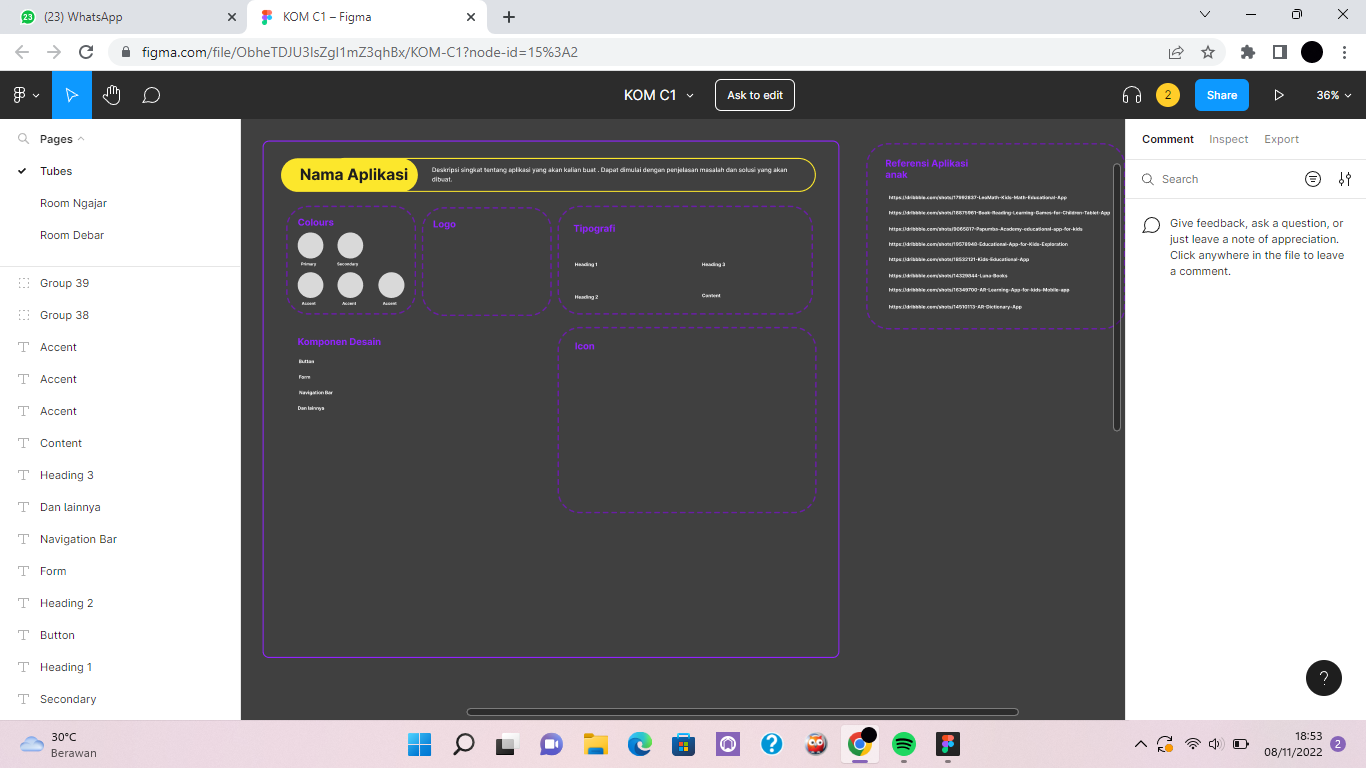 (23) WhatsApp
KOM C1 – Figma
figma.com/file/ObheTDJU3IsZgI1mZ3qhBx/KOM-C1?node-id=15%3A2
KOM C1
Ask to edit
2
Share
36%
Pages
Tubes
Room Ngajar
Room Debar
Group 39
Group 38
Accent
Accent
Accent
Content
Heading 3
Dan lainnya
Navigation Bar
Form
Heading 2
Button
Heading 1
Secondary
Nama Aplikasi
Deskripsi singkat tentang aplikasi yang akan kalian buat . Dapat dimulai dengan penjelasan masalah dan solusi yang akan
dibuat.
Colours
Primary
Secondary
Accent
Accent
Accent
Logo
Tipografi
Heading 1
Heading 3
Heading 2
Content
Komponen Desain
Button
Form
Navigation Bar
Dan lainnya
Icon
Referensi Aplikasi
anak
https://dribbble.com/shots/17992837-LeoMath-Kids-Math-Educational-App
https://dribbble.com/shots/18875961-Book-Reading-Learning-Games-for-Children-Tablet-App
https://dribbble.com/shots/9065617-Papumba-Academy-educational-app-for-kids
https://dribbble.com/shots/19578948-Educational-App-for-Kids-Exploration
https://dribbble.com/shots/18532121-Kids-Educational-App
https://dribbble.com/shots/14329844-Luna-Books
https://dribbble.com/shots/16349700-AR-Learning-App-for-kids-Mobile-app
https://dribbble.com/shots/14510113-AR-Dictionary-App
Comment
Inspect
Export
Search
Give feedback, ask a question, or
just leave a note of appreciation.
Click anywhere in the file to leave
a comment.
?
30°C
Berawan
18:53
08/11/2022
2